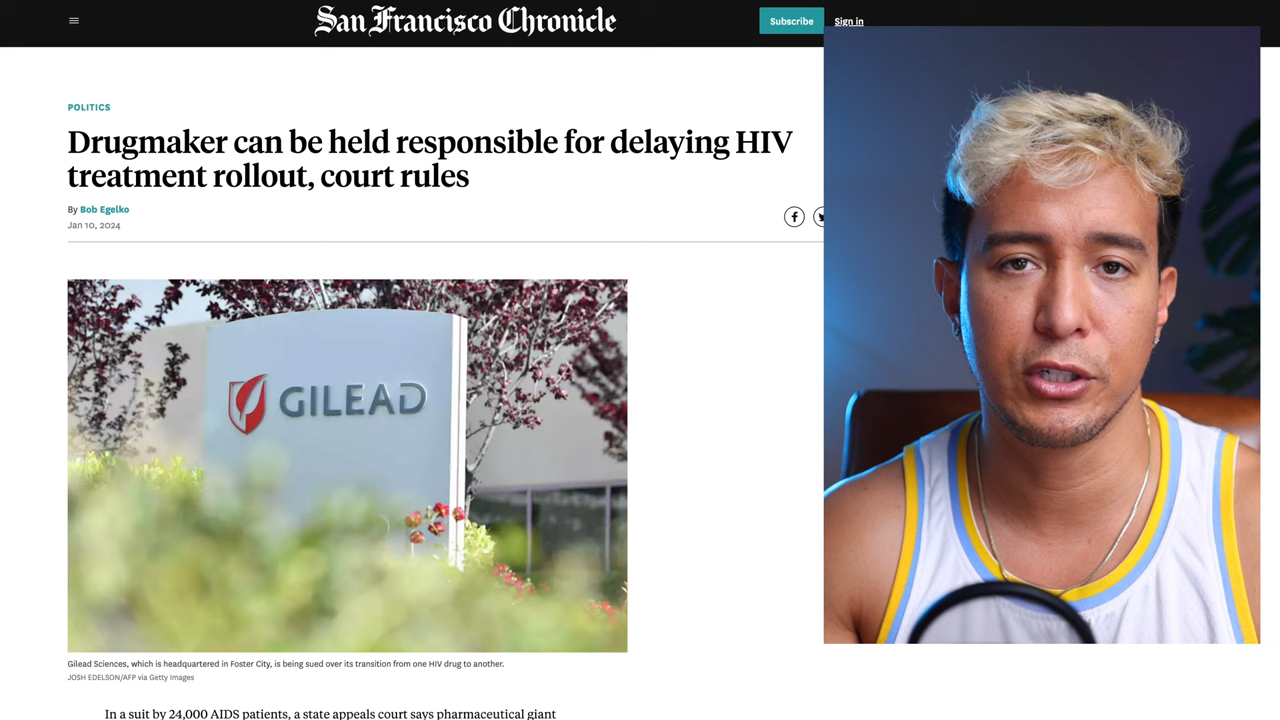 San Francisco Chronicle
Subscribe
Sign in
POLITICS
Drugmaker can be held responsible for delaying HIV
treatment rollout, court rules
By Bob Egelko
Jan 10, 2024
GILEAD
Gilead Sciences, which is headquartered in Foster City, is being sued over its transition from one HIV drug to another.
JOSH EDELSON/AFP via Getty Images
In a suit by 24,000 AIDS patients, a state appeals court says pharmaceutical giant